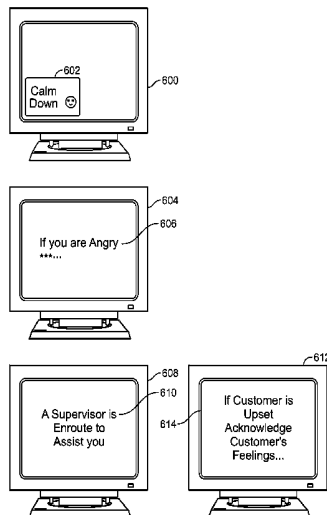 602
Calm
Down
600
604
If you are Angry
606
***...
608
612
610
A Supervisor is
Enroute to
Assist you
614
If Customer is
Upset
Acknowledge
Customer's
Feelings...